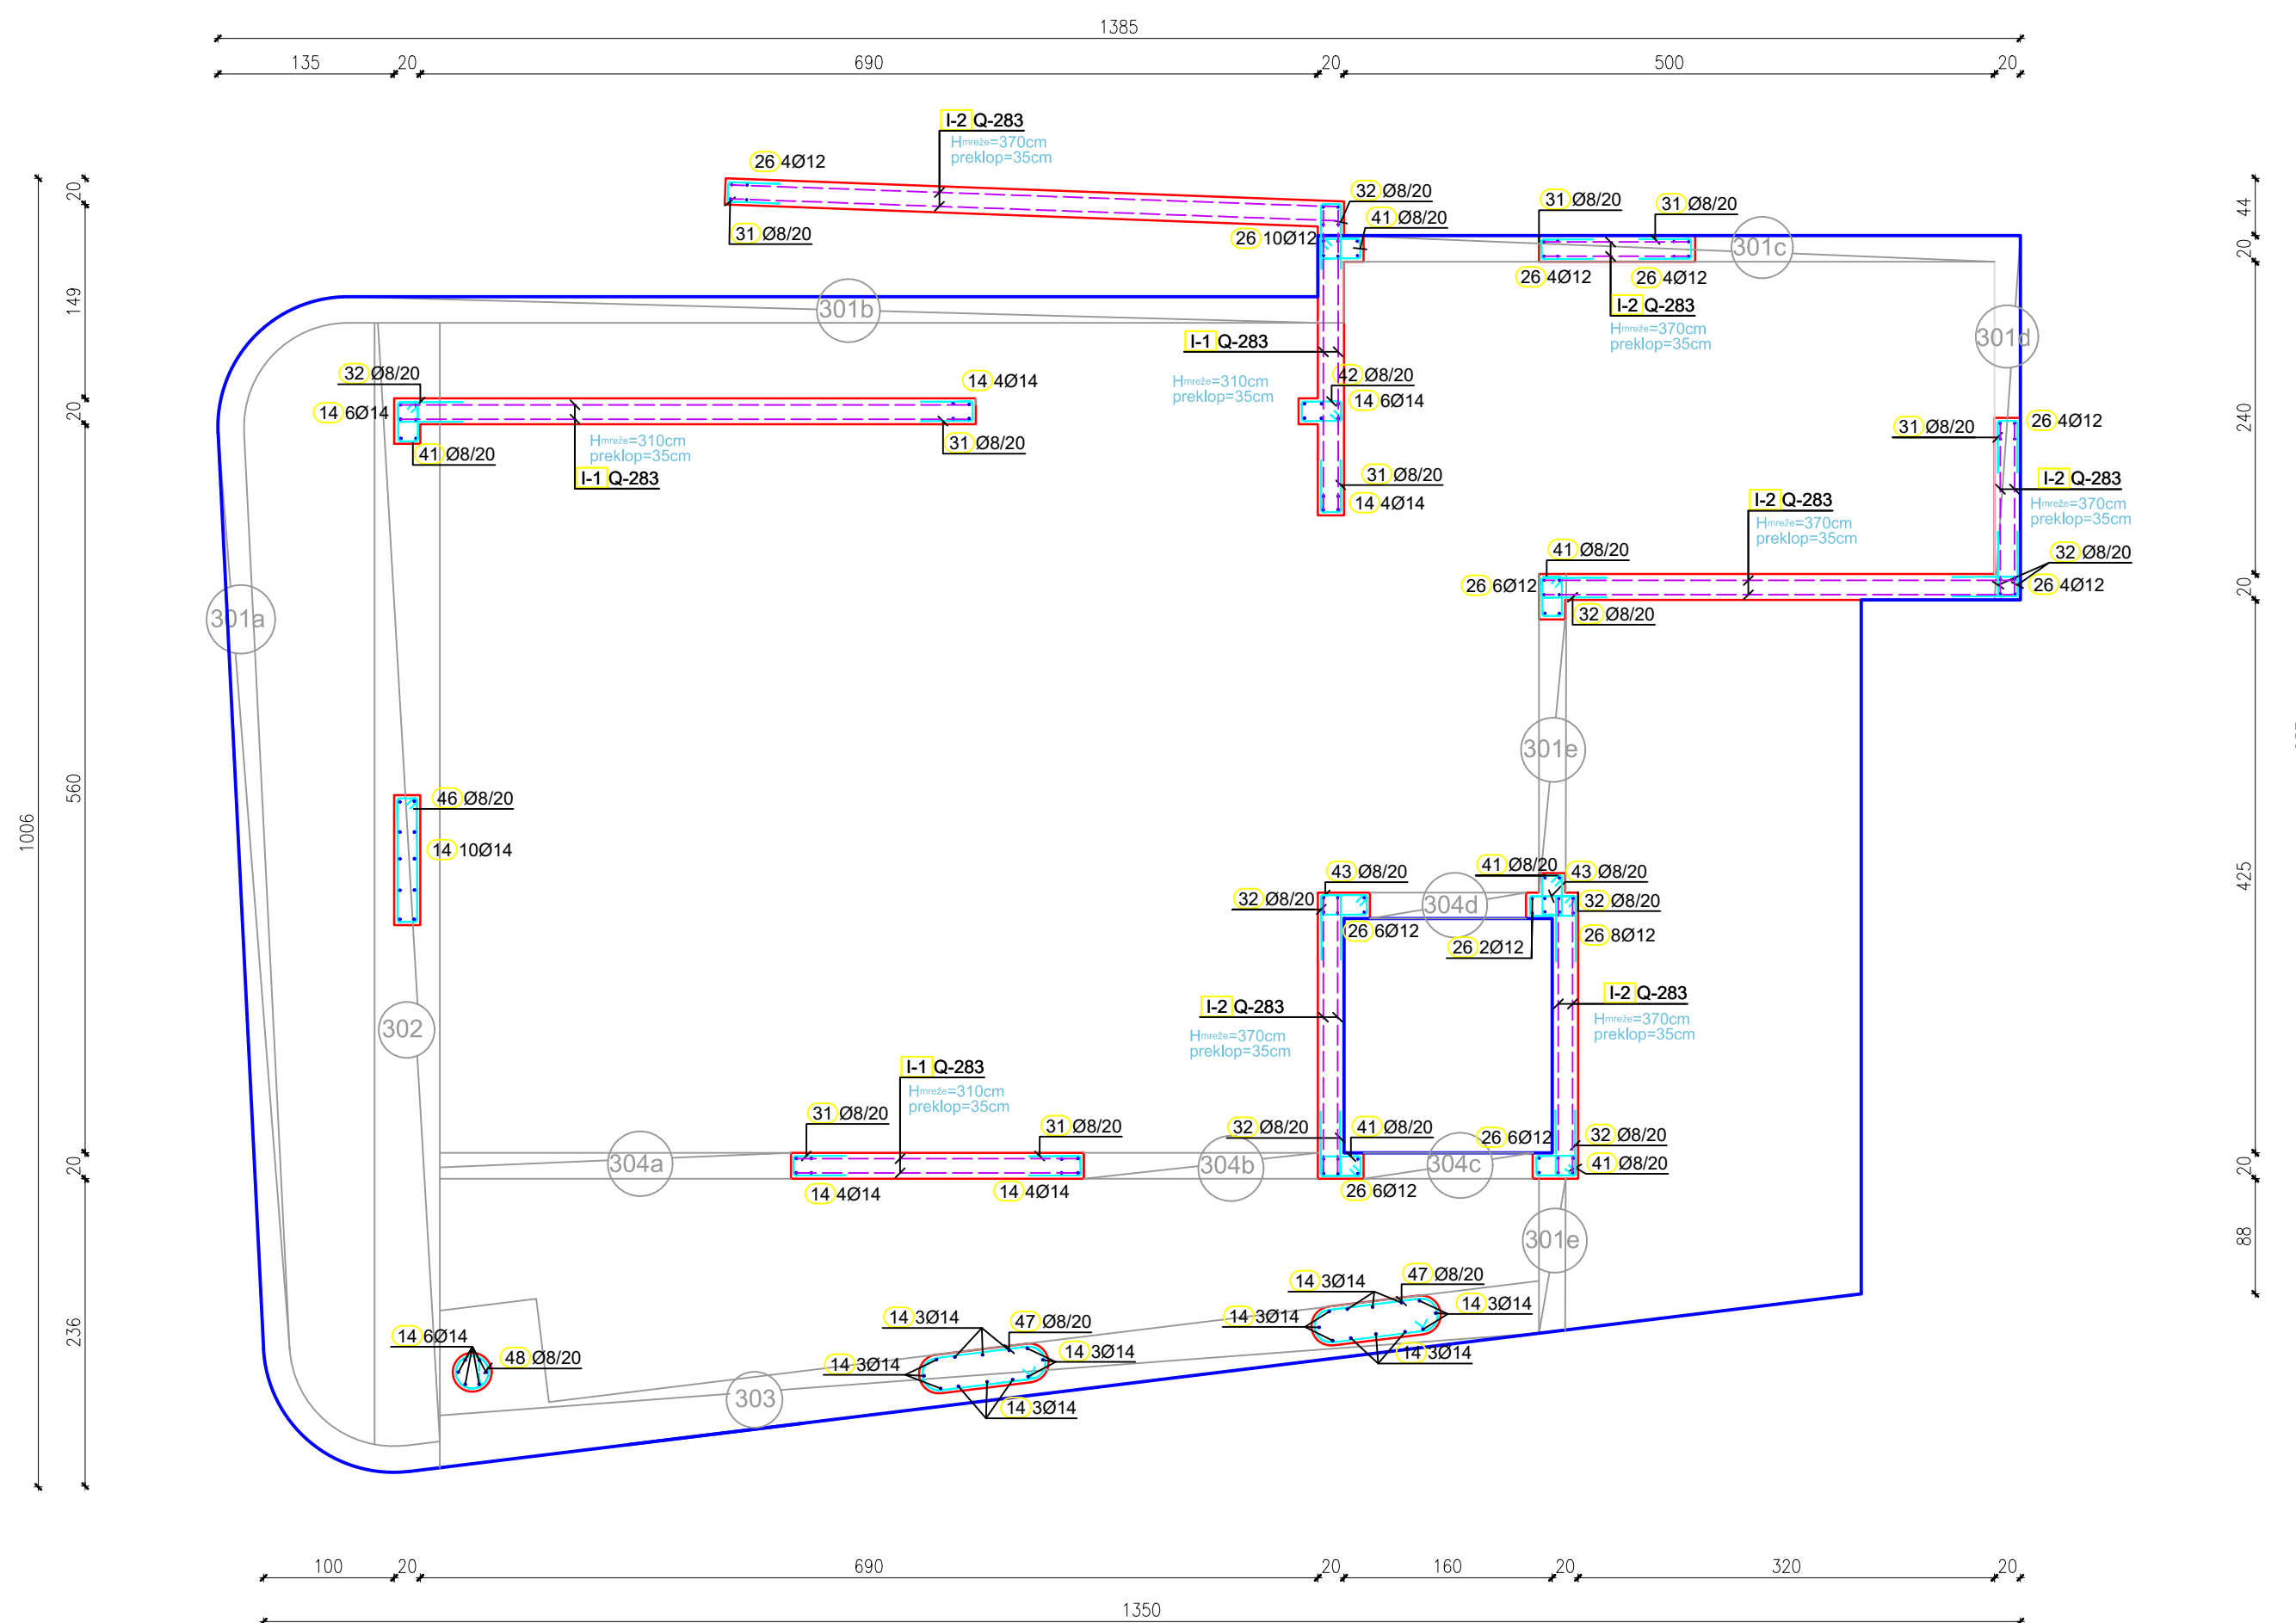 1385
135
20
690
20
500
20
I-2 Q-283
Hmreže=370cm
preklop=35cm
26 4Ø12
31 Ø8/20
32 Ø8/20
41 Ø8/20
26 10Ø12
31 Ø8/20
31 Ø8/20
301c
26 4Ø12
26 4Ø12
I-2 Q-283
Hmreže=370cm
preklop=35cm
20
149
20
560
20
236
1006
44
20
240
20
425
20
88
301b
301d
I-1 Q-283
Hmreže=310cm
preklop=35cm
32 Ø8/20
14 6Ø14
41 Ø8/20
14 4Ø14
31 Ø8/20
Hmreže=310cm
preklop=35cm
I-1 Q-283
42 Ø8/20
14 6Ø14
31 Ø8/20
14 4Ø14
31 Ø8/20
26 4Ø12
I-2 Q-283
Hmreže=370cm
preklop=35cm
32 Ø8/20
26 4Ø12
I-2 Q-283
Hmreže=370cm
preklop=35cm
41 Ø8/20
26 6Ø12
32 Ø8/20
301a
301e
46 Ø8/20
14 10Ø14
43 Ø8/20
32 Ø8/20
26 6Ø12
304d
41 Ø8/20
43 Ø8/20
32 Ø8/20
26 2Ø12
26 8Ø12
I-2 Q-283
Hmreže=370cm
preklop=35cm
I-2 Q-283
Hmreže=370cm
preklop=35cm
302
I-1 Q-283
Hmreže=310cm
preklop=35cm
31 Ø8/20
31 Ø8/20
304a
14 4Ø14
14 4Ø14
32 Ø8/20
41 Ø8/20
26 6Ø12
32 Ø8/20
41 Ø8/20
304b
304c
26 6Ø12
301e
14 3Ø14
47 Ø8/20
14 3Ø14
14 3Ø14
14 3Ø14
14 3Ø14
47 Ø8/20
14 3Ø14
14 3Ø14
14 3Ø14
14 6Ø14
48 Ø8/20
303
100
20
690
20
160
20
320
20
1350